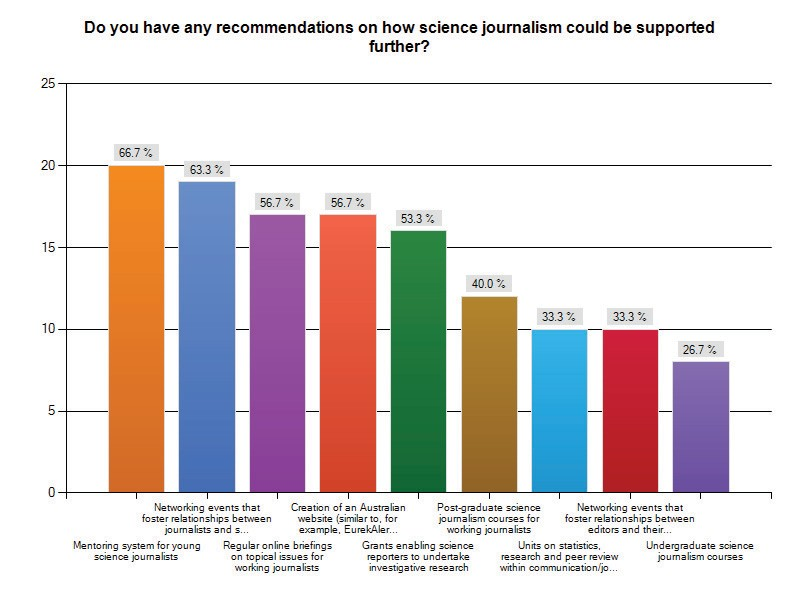 Do you have any recommendations on how science journalism could be supported
further?
25
20
15
10
5
0
66.7 %
63.3 %
56.7 %
56.7 %
53.3 %
40.0 %
33.3 %
33.3 %
26.7 %
Mentoring system for young
science journalists
Networking events that
foster relationships between
journalists and s...
Regular online briefings
on topical issues for
working journalists
Creation of an Australian
website (similar to, for
example, EurekAler...
Grants enabling science
reporters to undertake
investigative research
Post-graduate science
journalism courses for
working journalists
Units on statistics,
research and peer review
within communication/jo...
Networking events that
foster relationships between
editors and their...
Undergraduate science
journalism courses